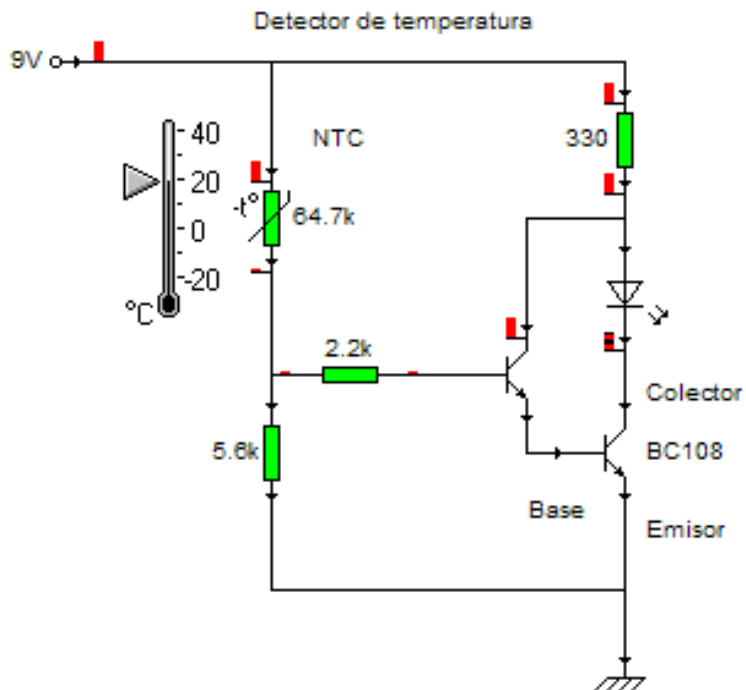 Detector de temperatura
9V
40
20
0
-20
°C
NTC
-t°
64.7k
330
2.2k
5.6k
Colector
BC108
Base
Emisor